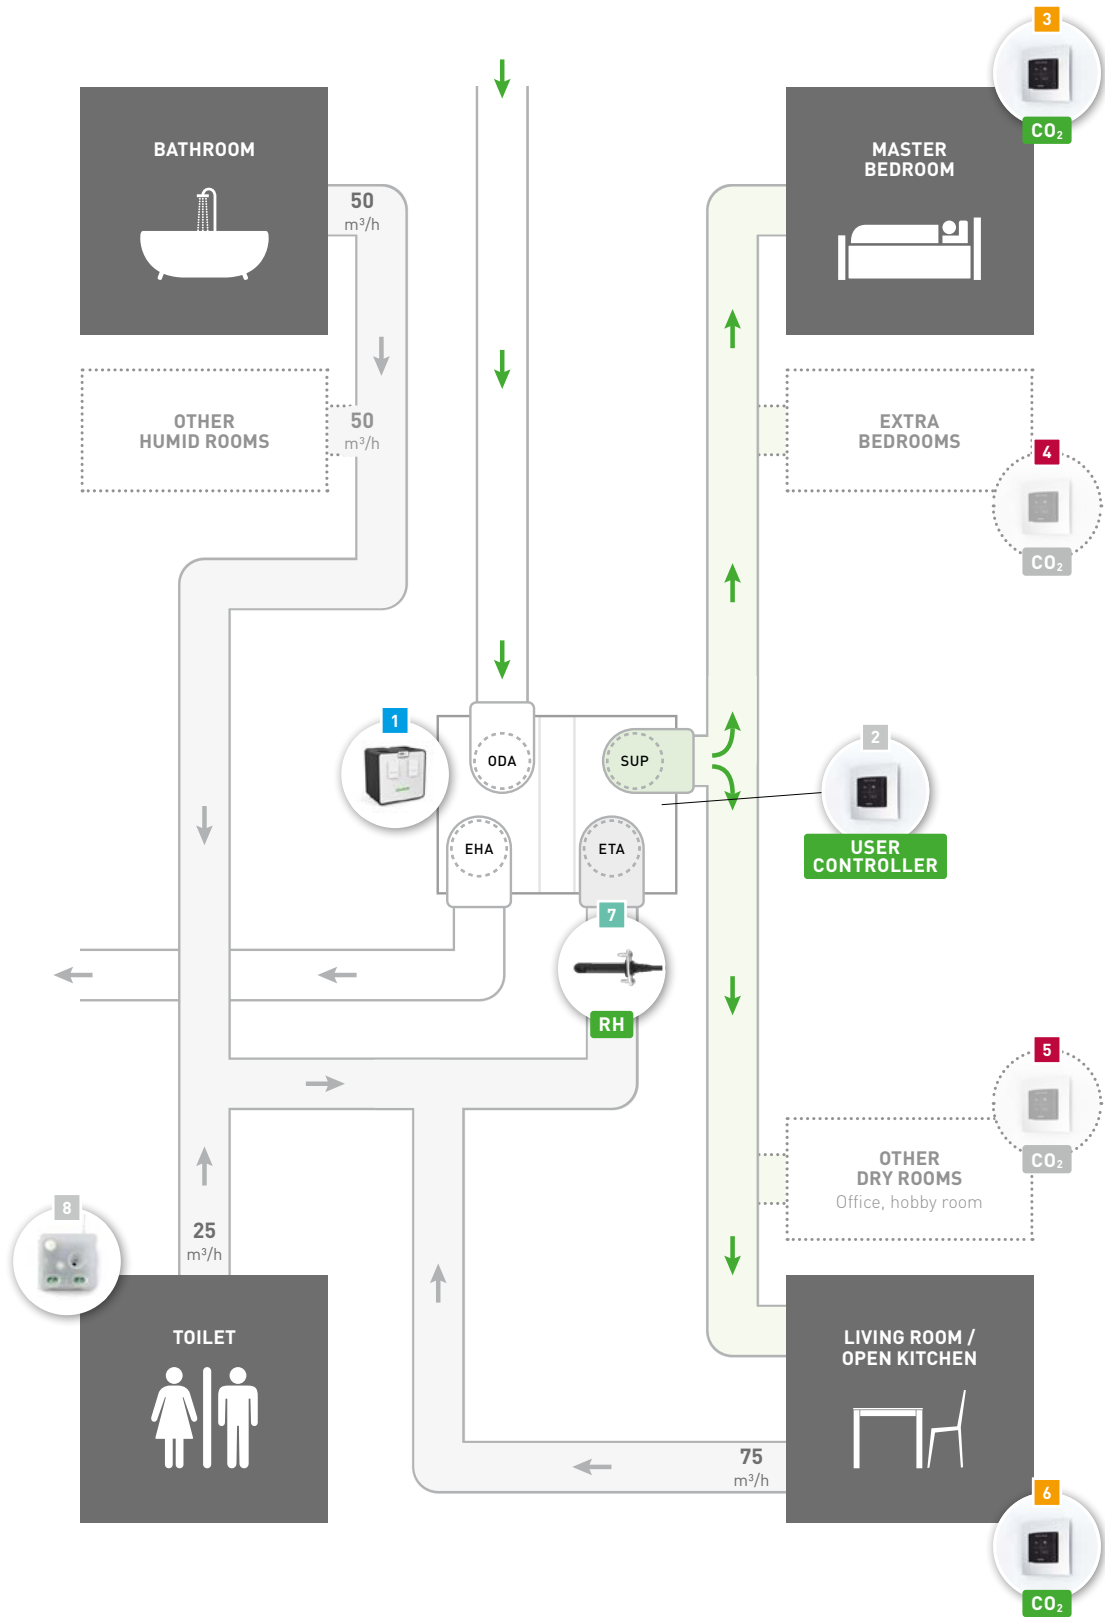 3
CO₂
BATHROOM
MASTER
BEDROOM
50
m³/h
OTHER
HUMID ROOMS
50
m³/h
EXTRA
BEDROOMS
4
CO₂
1
2
ODA
SUP
EHA
ETA
USER
CONTROLLER
7
RH
5
CO₂
OTHER
DRY ROOMS
Office, hobby room
8
25
m³/h
TOILET
LIVING ROOM /
OPEN KITCHEN
75
m³/h
6
CO₂